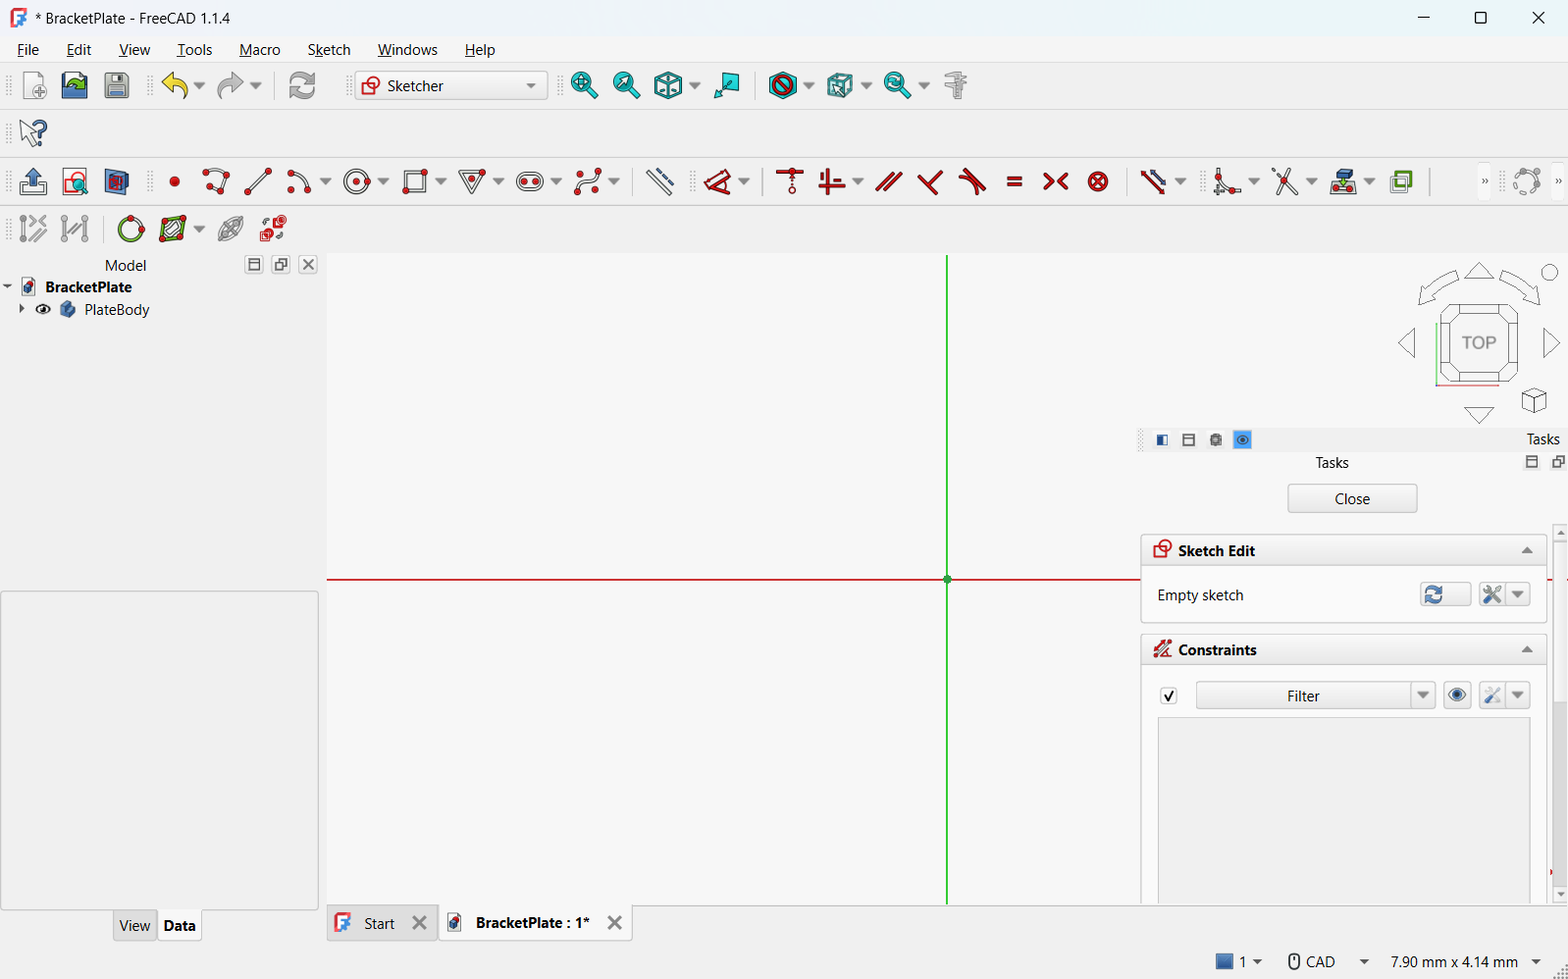 * BracketPlate - FreeCAD 1.1.4
File Edit View Tools Macro Sketch Windows Help
Sketcher
Model
BracketPlate
PlateBody
TOP
Tasks
Tasks
Close
Sketch Edit
Empty sketch
Constraints
Filter
View Data
Start BracketPlate : 1*
1 CAD 7.90 mm x 4.14 mm